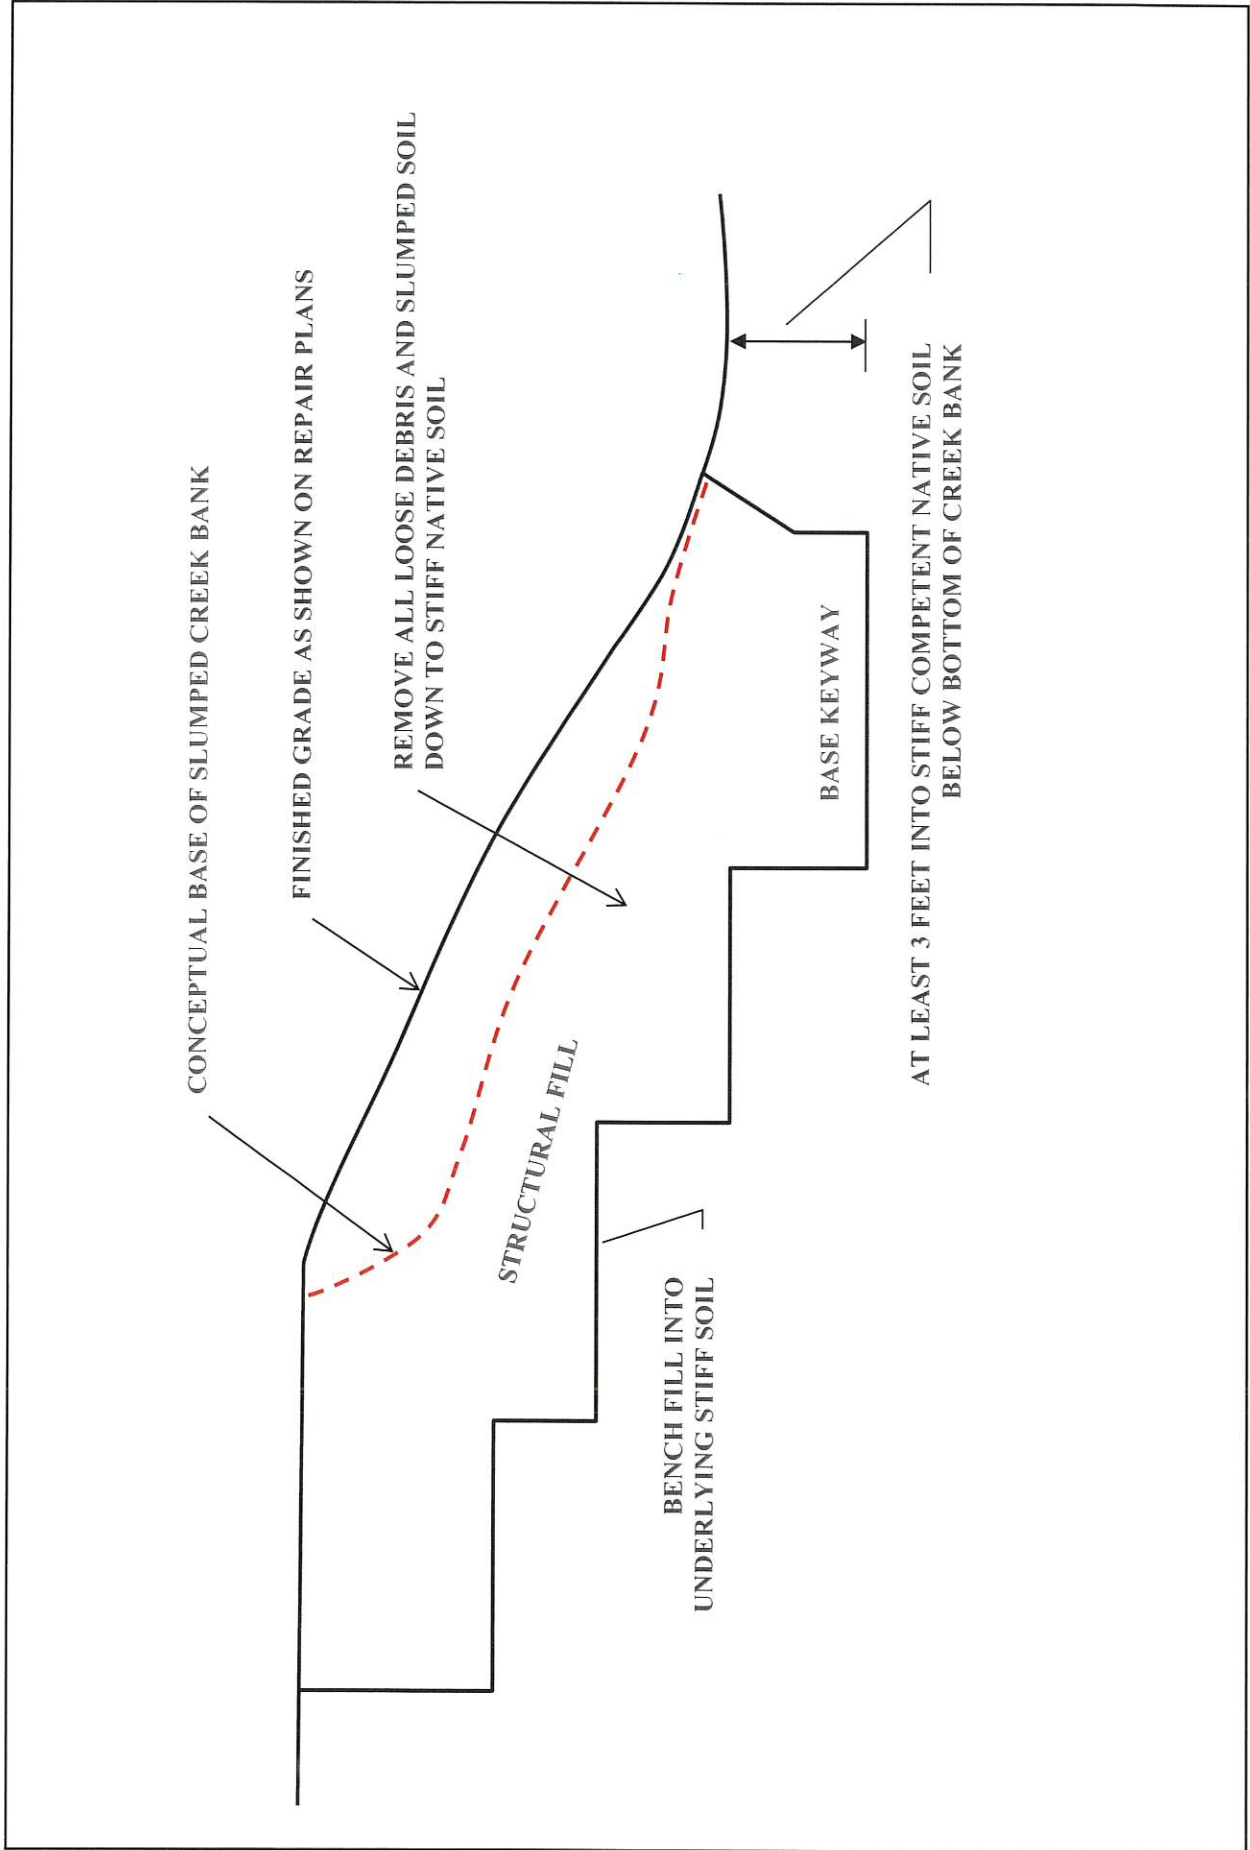 CONCEPTUAL BASE OF SLUMPED CREEK BANK
FINISHED GRADE AS SHOWN ON REPAIR PLANS
REMOVE ALL LOOSE DEBRIS AND SLUMPED SOIL
DOWN TO STIFF NATIVE SOIL
STRUCTURAL FILL
BENCH FILL INTO
UNDERLYING STIFF SOIL
BASE KEYWAY
AT LEAST 3 FEET INTO STIFF COMPETENT NATIVE SOIL
BELOW BOTTOM OF CREEK BANK